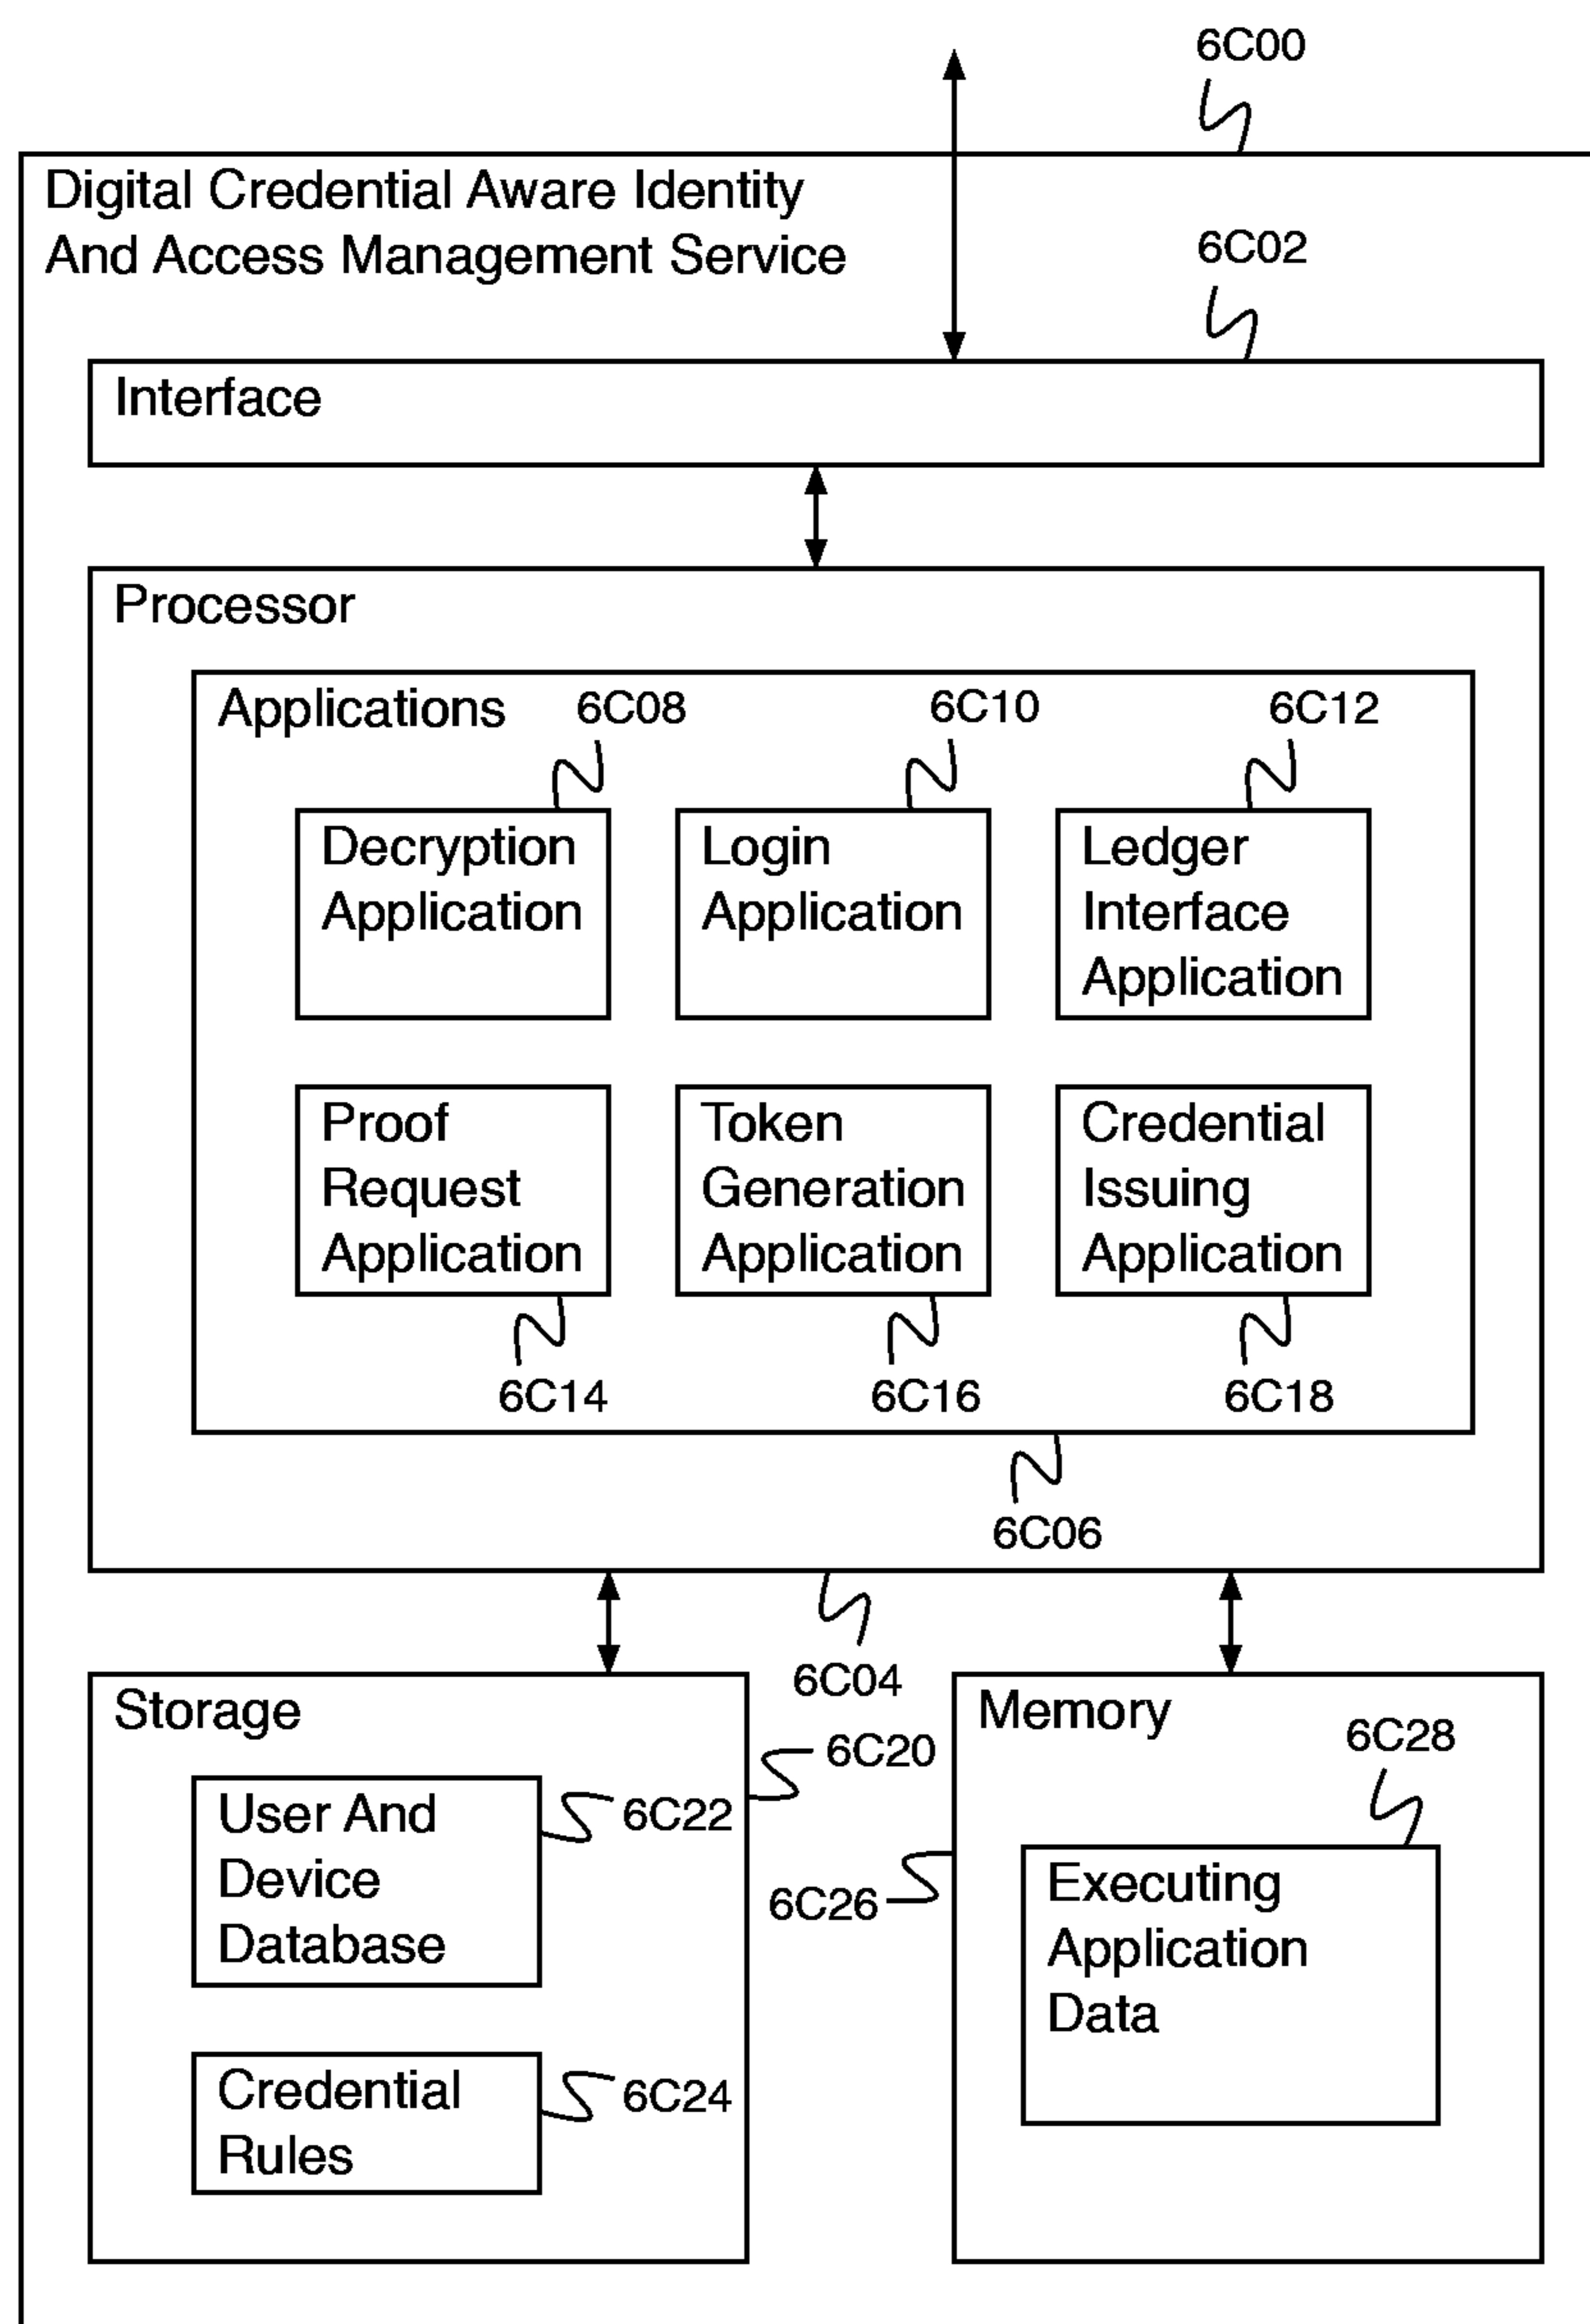 6C00
Digital Credential Aware Identity
And Access Management Service
6C02
Interface
Processor
Applications
6C08
6C10
6C12
Decryption
Application
Login
Application
Ledger
Interface
Application
Proof
Request
Application
Token
Generation
Application
Credential
Issuing
Application
6C14
6C16
6C18
6C06
6C04
Storage
6C20
User And
Device
Database
6C22
Credential
Rules
6C24
Memory
6C28
6C26
Executing
Application
Data